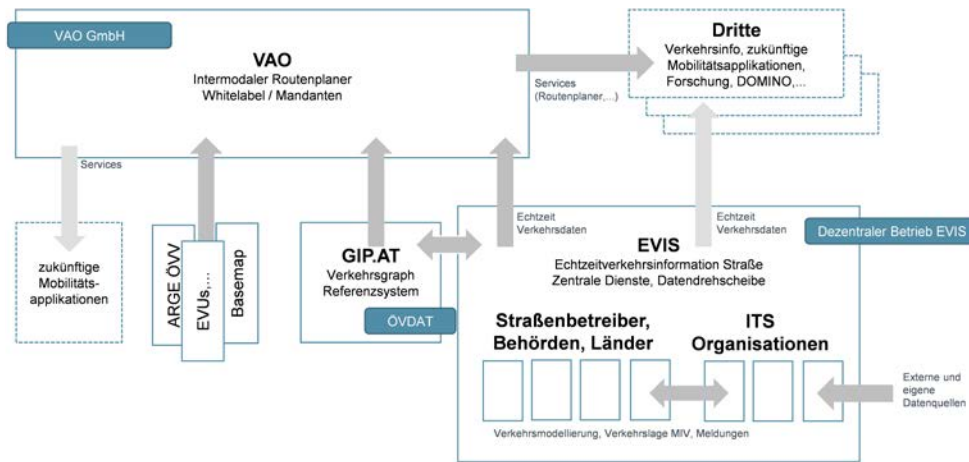 VAO GmbH
VAO
Intermodaler Routenplaner
Whitelabel / Mandanten
Dritte
Verkehrsinfo, zukünftige
Mobilitätsapplikationen,
Forschung, DOMINO,...
Services
(Routenplaner,...)
Services
zukünftige
Mobilitäts-
applikationen
ARGE ÖVV
EVUs,...
Basemap
GIP.AT
Verkehrsgraph
Referenzsystem
ÖVDAT
Echtzeit
Verkehrsdaten
Echtzeit
Verkehrsdaten
Dezentraler Betrieb EVIS
EVIS
Echtzeitverkehrsinformation Straße
Zentrale Dienste, Datendrehscheibe
Straßenbetreiber,
Behörden, Länder
ITS
Organisationen
Externe und
eigene
Datenquellen
Verkehrsmodellierung, Verkehrslage MIV, Meldungen